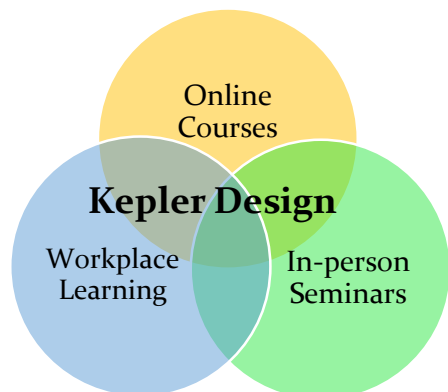 Online
Courses
Kepler Design
Workplace
Learning
In-person
Seminars